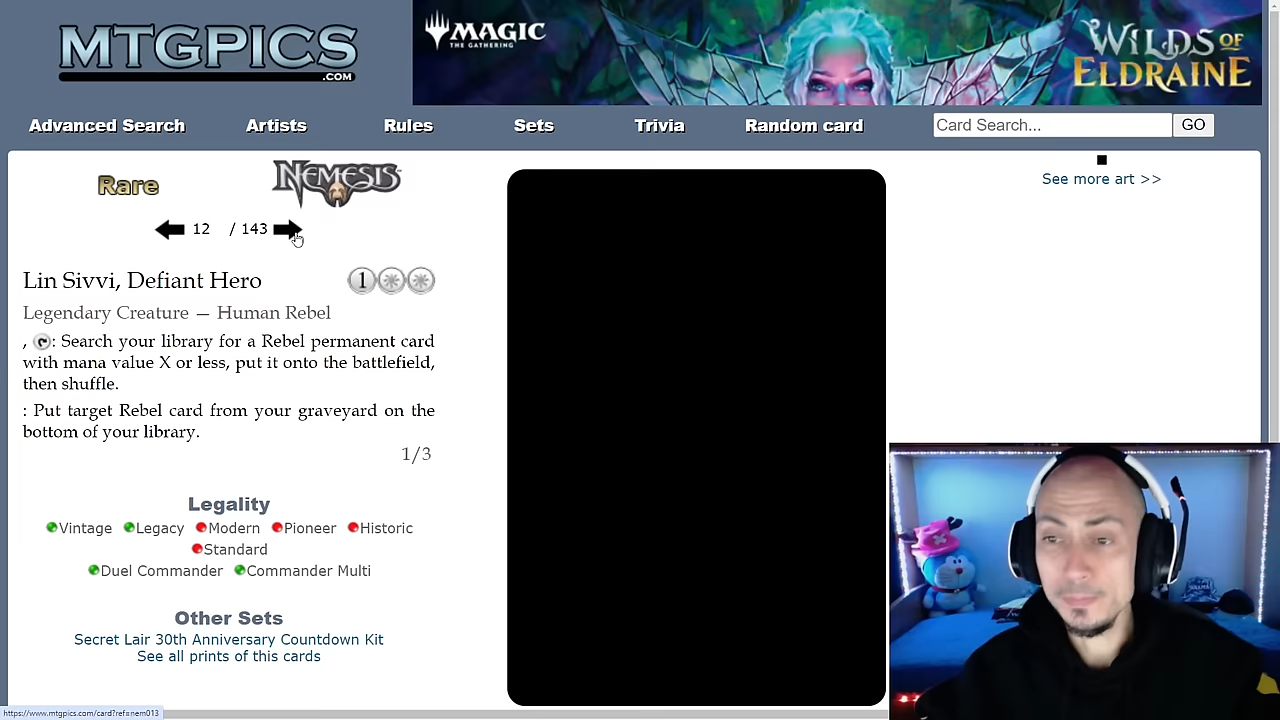 MTGPICS
.COM
MAGIC
THE GATHERING
WILDS OF
ELDRAINE
Advanced Search
Artists
Rules
Sets
Trivia
Random card
Card Search...
GO
Rare
NEMESIS
12 / 143
See more art >>
Lin Sivvi, Defiant Hero
1
Legendary Creature — Human Rebel
, : Search your library for a Rebel permanent card
with mana value X or less, put it onto the battlefield,
then shuffle.
: Put target Rebel card from your graveyard on the
bottom of your library.
1/3
Legality
Vintage Legacy Modern Pioneer Historic
Standard
Duel Commander Commander Multi
Other Sets
Secret Lair 30th Anniversary Countdown Kit
See all prints of this cards
https://www.mtgpics.com/card?ref=nem013